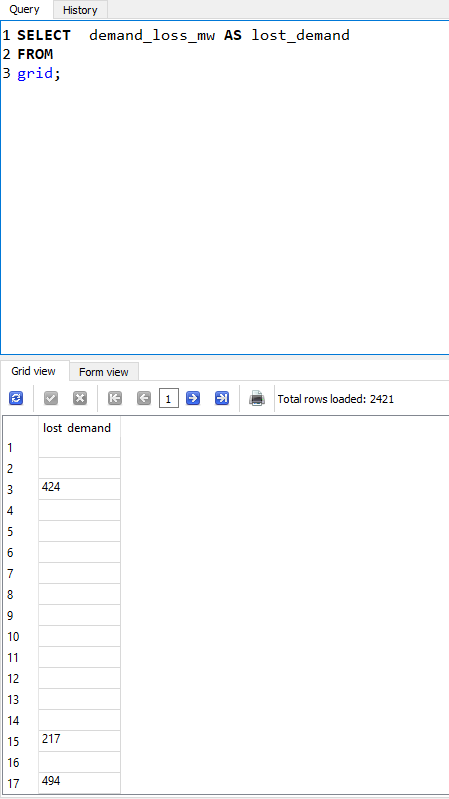 Query History
1 SELECT  demand_loss_mw AS lost_demand
2 FROM
3 grid;
Grid view Form view
1 Total rows loaded: 2421
lost demand
1
2
3 424
4
5
6
7
8
9
10
11
12
13
14
15 217
16
17 494